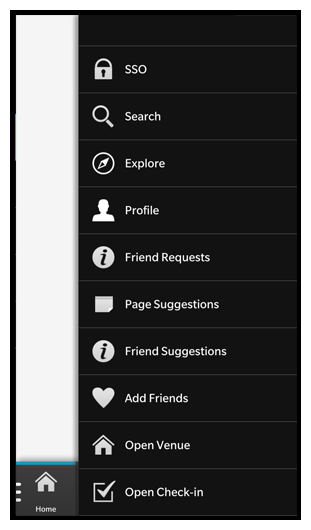 SSO
Search
Explore
Profile
Friend Requests
Page Suggestions
Friend Suggestions
Add Friends
Open Venue
Open Check-in
Home